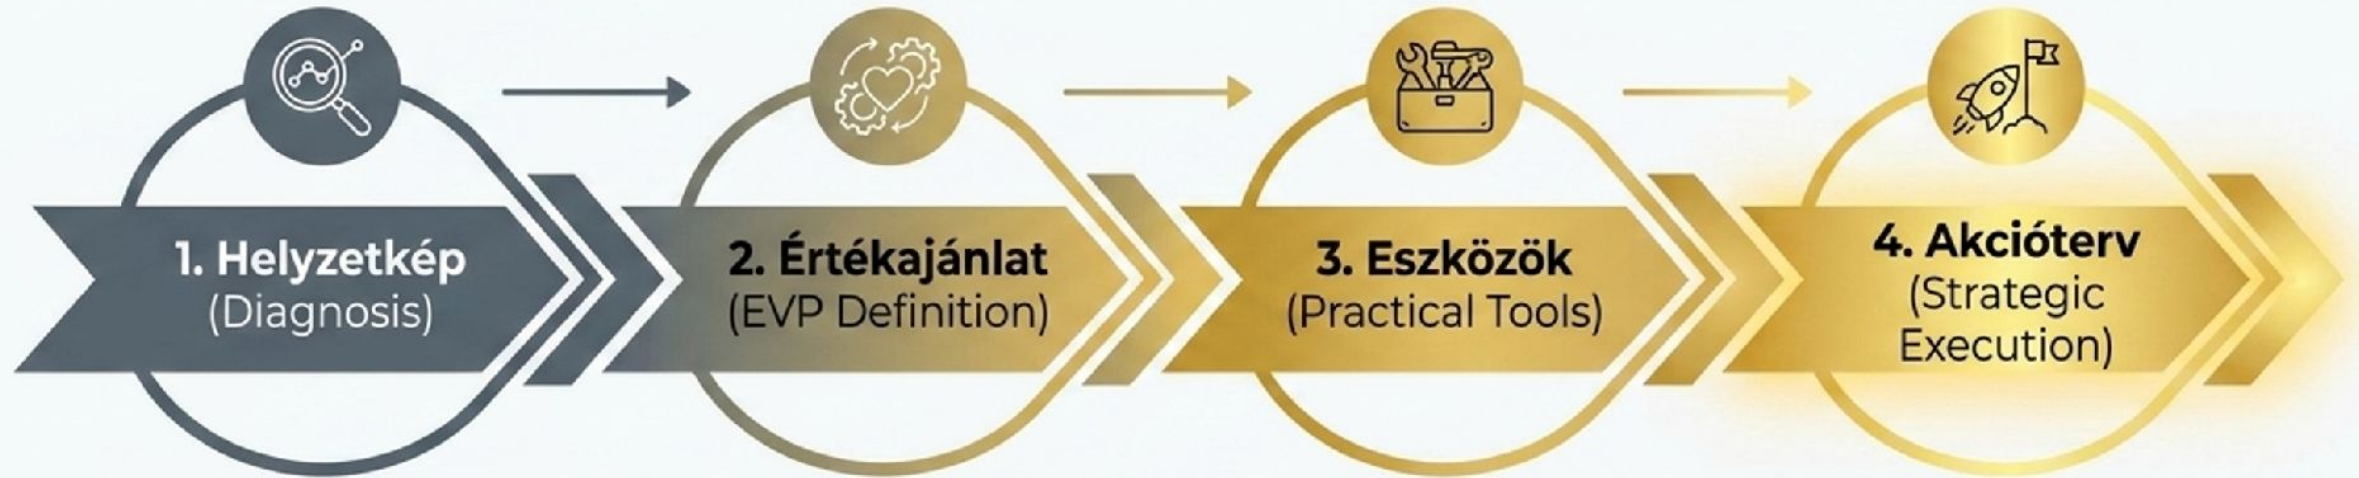 1. Helyzetkép
(Diagnosis)
2. Értékajánlat
(EVP Definition)
3. Eszközök
(Practical Tools)
4. Akcióterv
(Strategic
Execution)